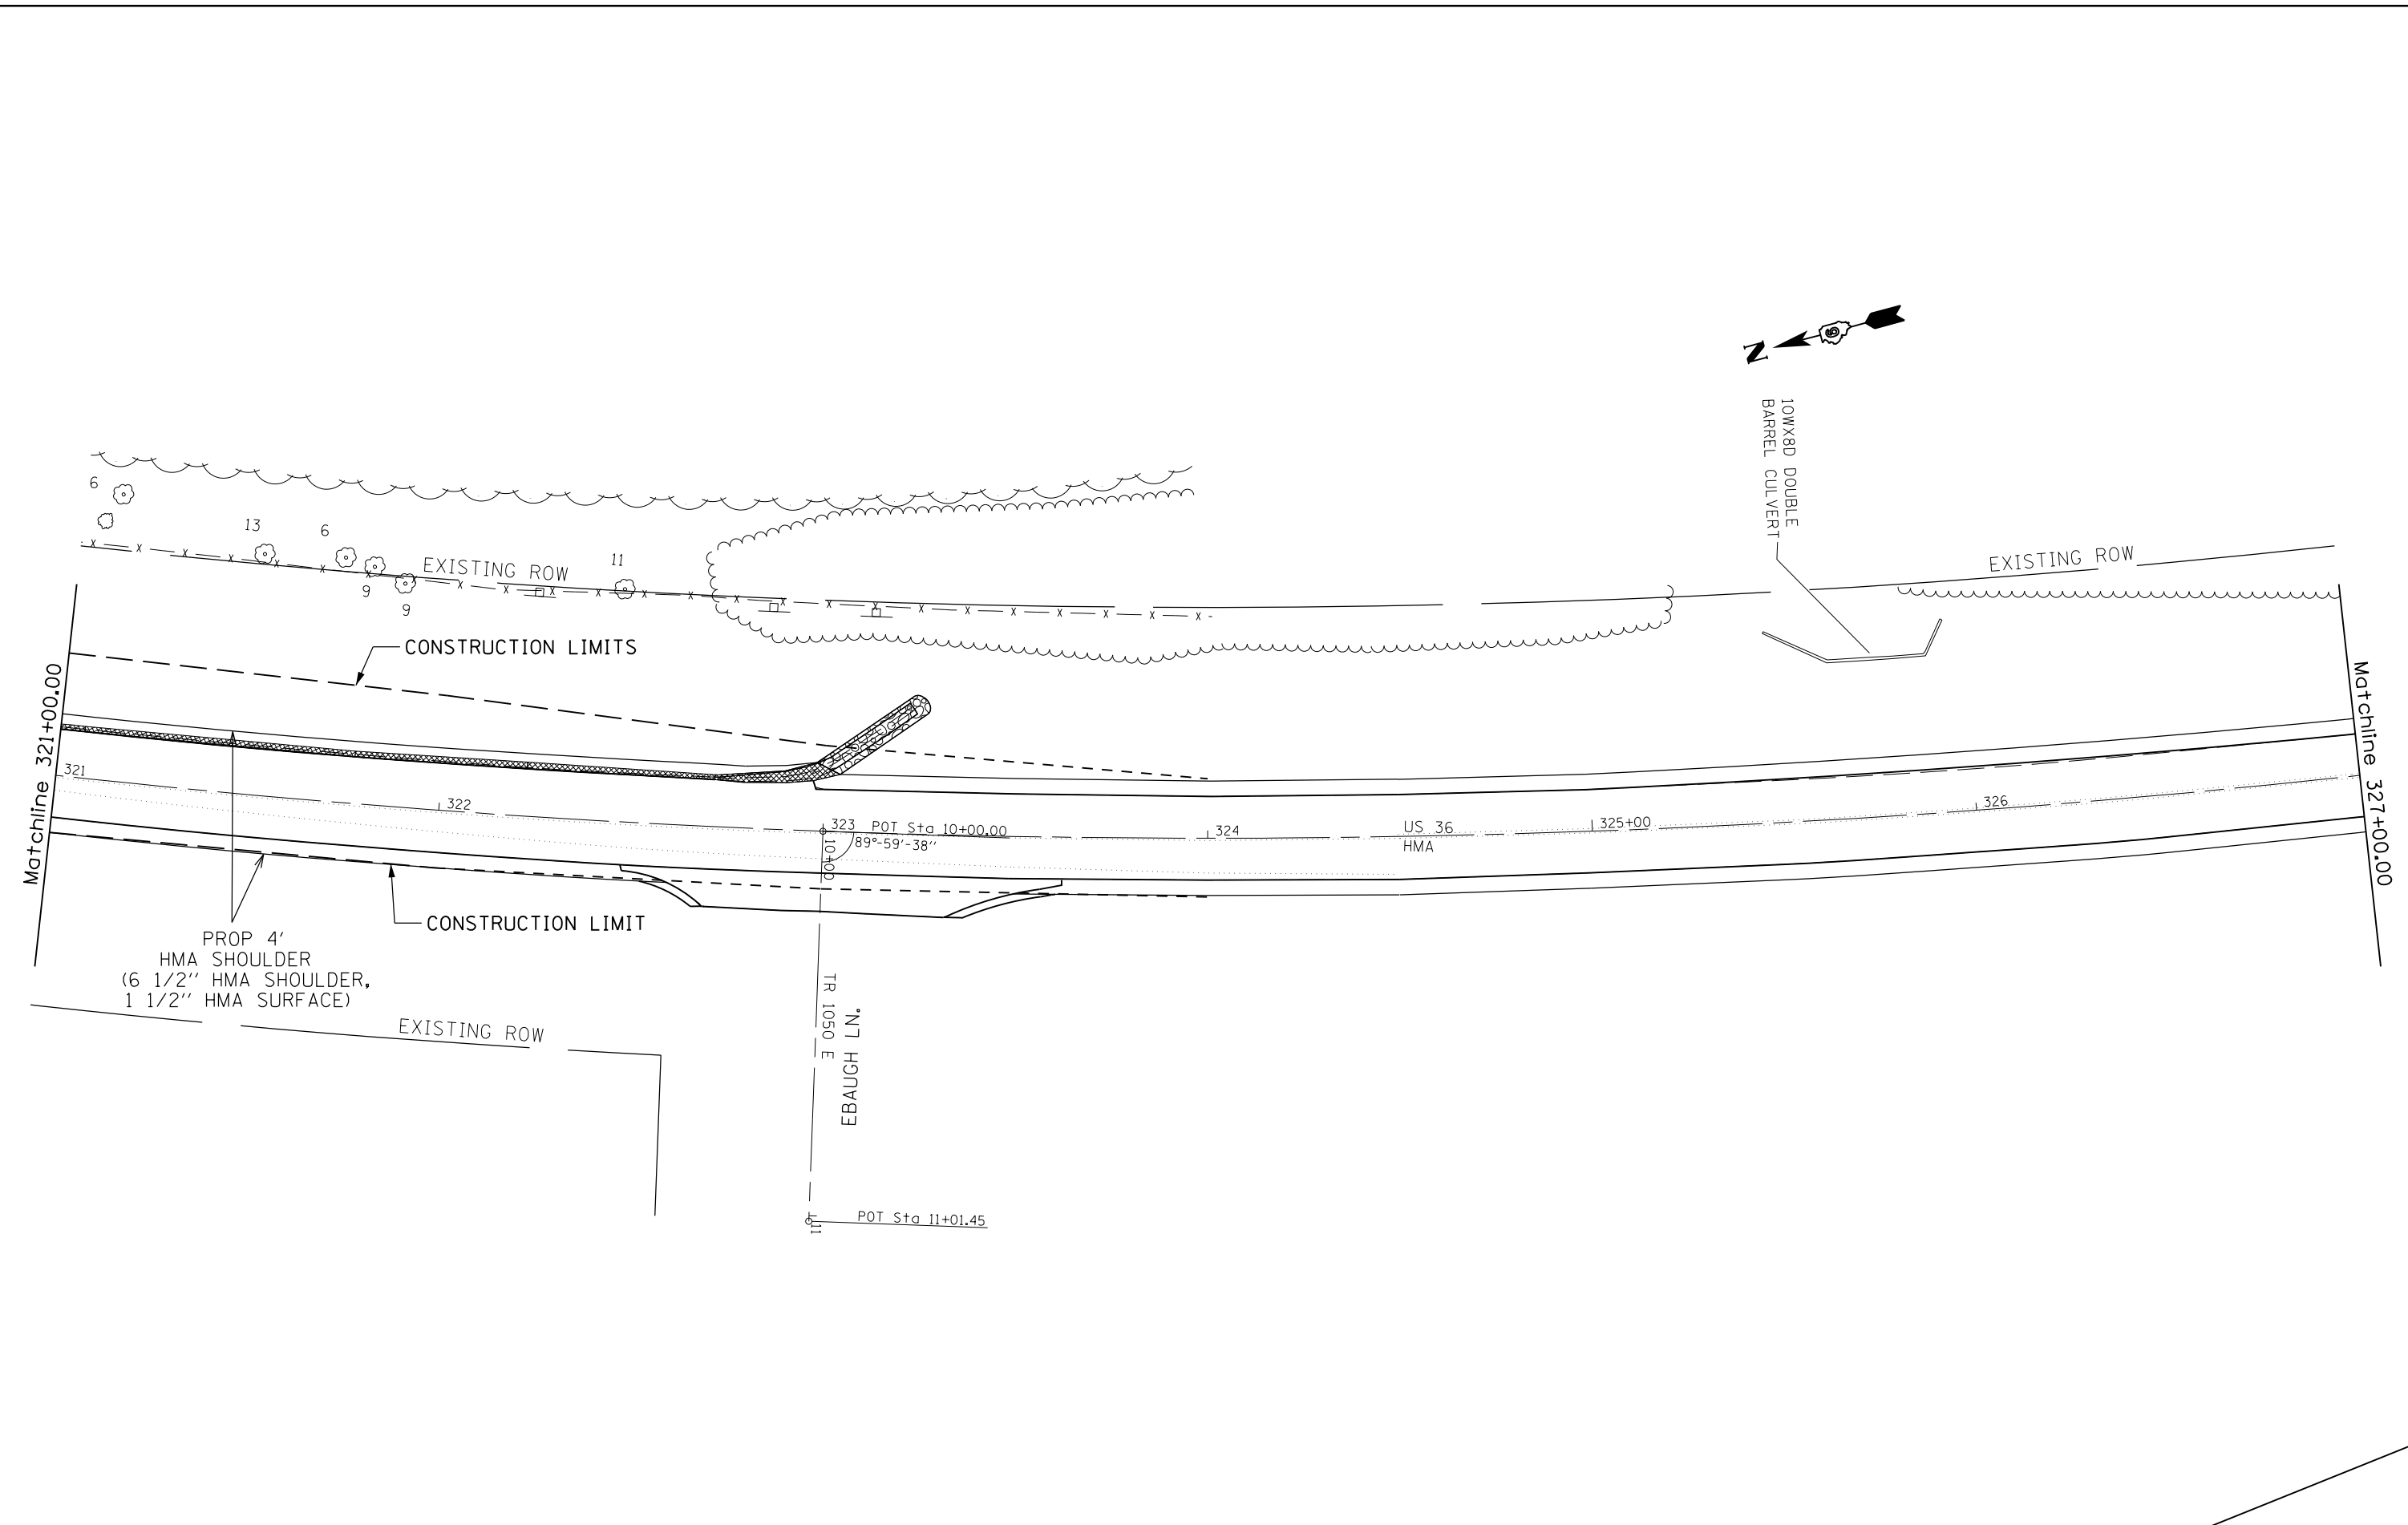 N
10WX8D DOUBLE
BARREL CULVERT
6
13
6
EXISTING ROW
9
9
11
EXISTING ROW
CONSTRUCTION LIMITS
Matchline 321+00.00
Matchline 327+00.00
321
322
323
POT Sta 10+00.00
89°-59'-38"
10+00
324
US 36
HMA
325+00
326
CONSTRUCTION LIMIT
PROP 4'
HMA SHOULDER
(6 1/2" HMA SHOULDER,
1 1/2" HMA SURFACE)
EXISTING ROW
TR 1050 E
EBAUGH LN.
11
POT Sta 11+01.45